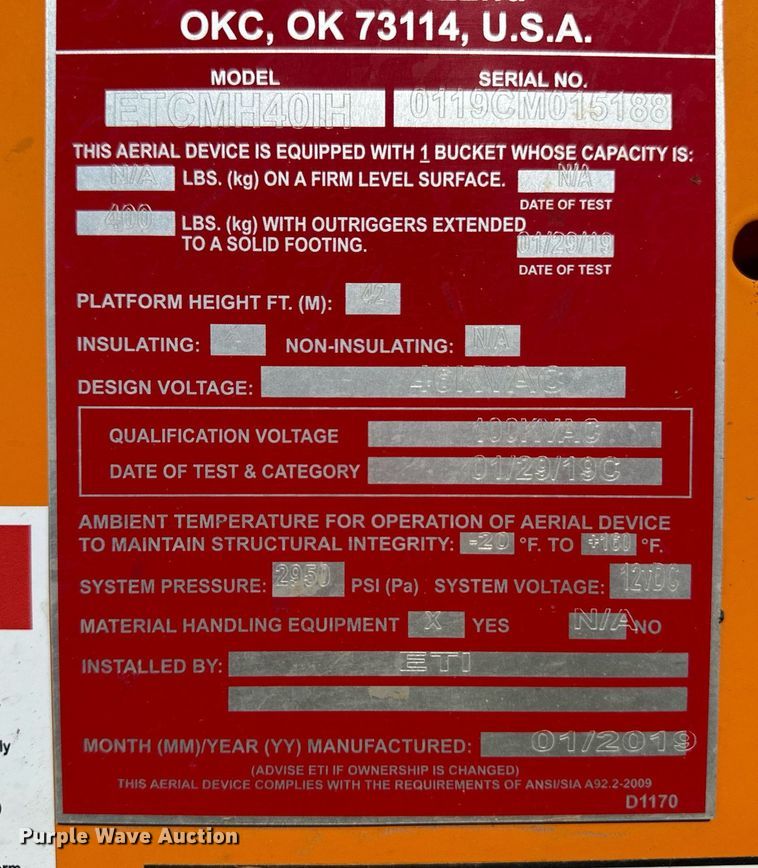 OKC, OK 73114, U.S.A.
MODEL SERIAL NO.
ETCMH40IH 0119CM015188
THIS AERIAL DEVICE IS EQUIPPED WITH 1 BUCKET WHOSE CAPACITY IS:
N/A LBS. (kg) ON A FIRM LEVEL SURFACE. N/A
DATE OF TEST
400 LBS. (kg) WITH OUTRIGGERS EXTENDED
TO A SOLID FOOTING. 01/29/19
DATE OF TEST
PLATFORM HEIGHT FT. (M): 42
INSULATING: NON-INSULATING: N/A
DESIGN VOLTAGE: 46KVAC
QUALIFICATION VOLTAGE 100KVAC
DATE OF TEST & CATEGORY 01/29/19C
AMBIENT TEMPERATURE FOR OPERATION OF AERIAL DEVICE
TO MAINTAIN STRUCTURAL INTEGRITY: -20 °F. TO +160 °F.
SYSTEM PRESSURE: 2950 PSI (Pa) SYSTEM VOLTAGE: 12VDC
MATERIAL HANDLING EQUIPMENT X YES N/A NO
INSTALLED BY: ETI
MONTH (MM)/YEAR (YY) MANUFACTURED: 01/2019
(ADVISE ETI IF OWNERSHIP IS CHANGED)
THIS AERIAL DEVICE COMPLIES WITH THE REQUIREMENTS OF ANSI/SIA A92.2-2009
D1170
Purple Wave Auction